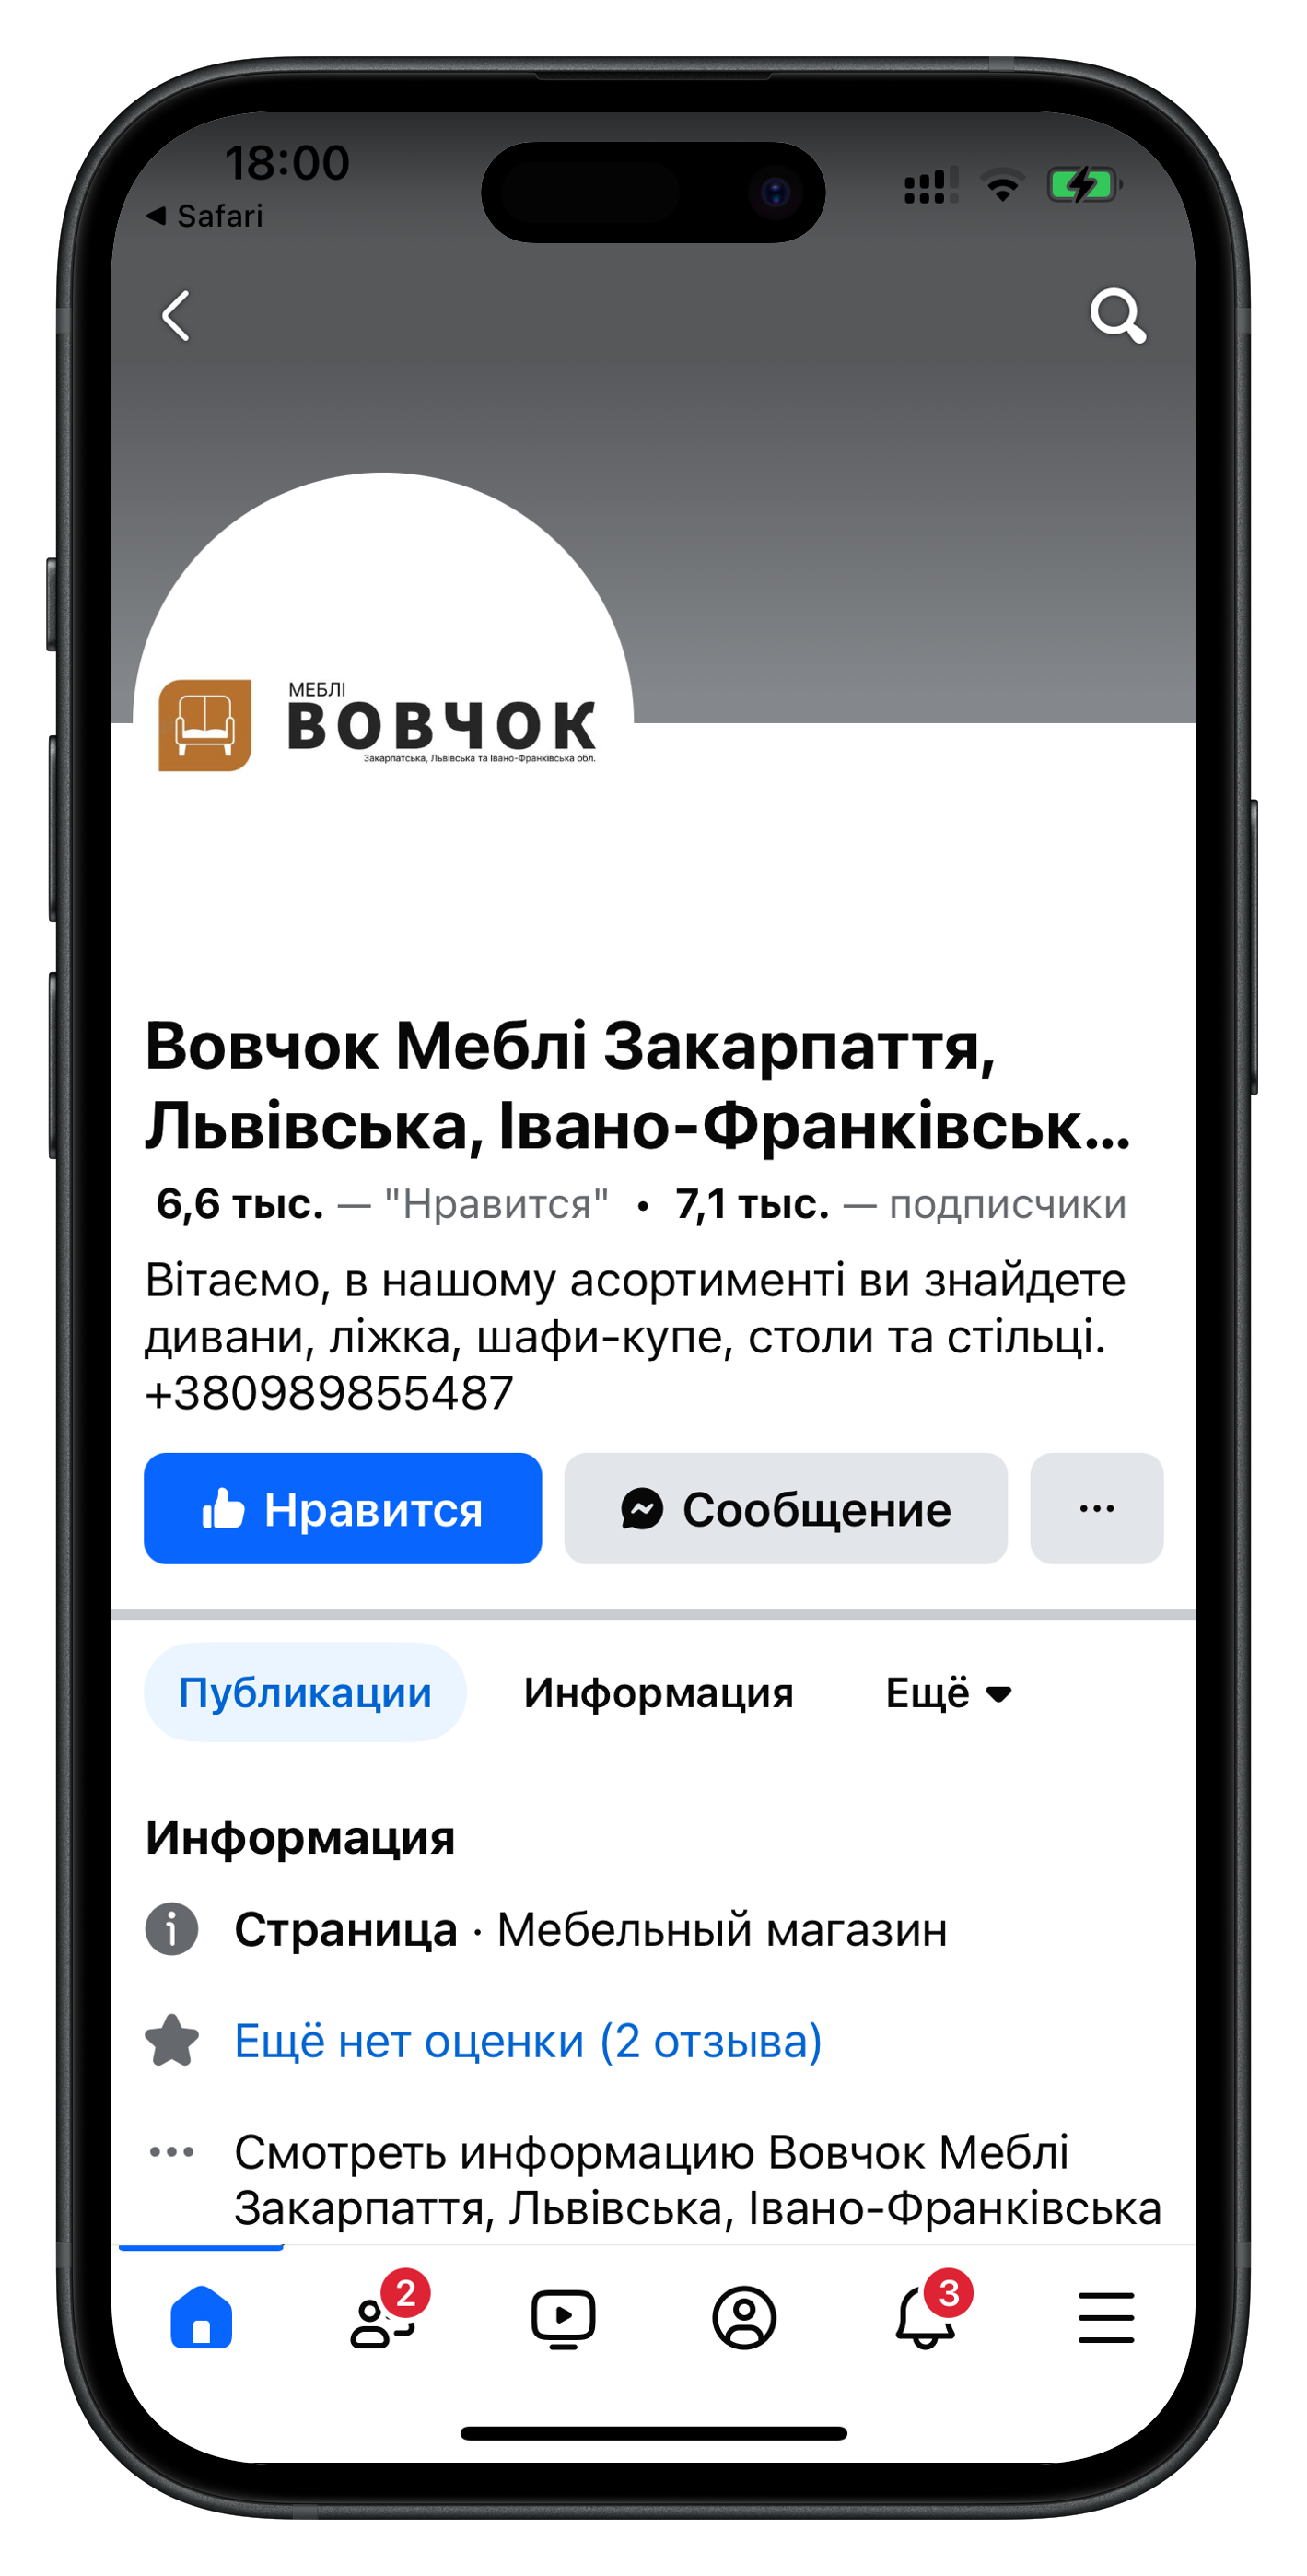 18:00
Safari
МЕБЛІ
ВОВЧОК
Закарпатська, Львівська та Івано-Франківська обл.
Вовчок Меблі Закарпаття,
Львівська, Івано-Франківськ...
6,6 тыс. — "Нравится" • 7,1 тыс. — подписчики
Вітаємо, в нашому асортименті ви знайдете
дивани, ліжка, шафи-купе, столи та стільці.
+380989855487
Нравится Сообщение ...
Публикации Информация Ещё
Информация
Страница · Мебельный магазин
Ещё нет оценки (2 отзыва)
Смотреть информацию Вовчок Меблі
Закарпаття, Львівська, Івано-Франківська
2 3